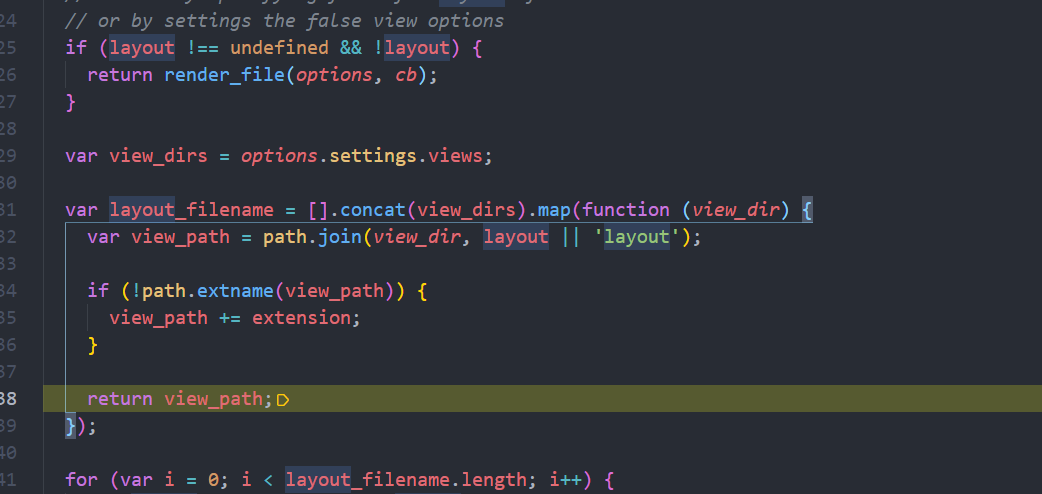 24 // or by settings the false view options
25 if (layout !== undefined && !layout) {
26 return render_file(options, cb);
27 }
28
29 var view_dirs = options.settings.views;
30
31 var layout_filename = [].concat(view_dirs).map(function (view_dir) {
32 var view_path = path.join(view_dir, layout || 'layout');
33
34 if (!path.extname(view_path)) {
35 view_path += extension;
36 }
37
38 return view_path;
39 });
40
41 for (var i = 0; i < layout_filename.length; i++) {